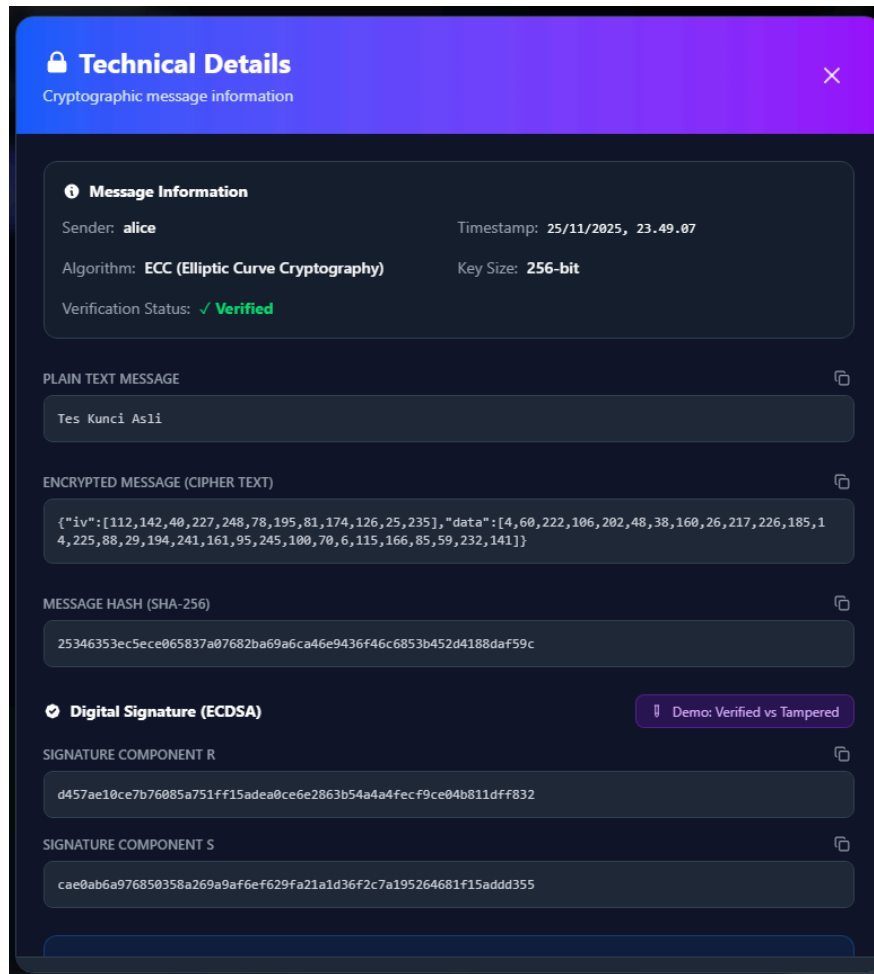 Technical Details
Cryptographic message information
Message Information
Sender: alice
Timestamp: 25/11/2025, 23.49.07
Algorithm: ECC (Elliptic Curve Cryptography)
Key Size: 256-bit
Verification Status: ✓ Verified
PLAIN TEXT MESSAGE
Tes Kunci Asli
ENCRYPTED MESSAGE (CIPHER TEXT)
{"iv":[112,142,40,227,248,78,195,81,174,126,25,235],"data":[4,60,222,106,202,48,38,160,26,217,226,185,1
4,225,88,29,194,241,161,95,245,100,70,6,115,166,85,59,232,141]}
MESSAGE HASH (SHA-256)
25346353ec5ece065837a07682ba69a6ca46e9436f46c6853b452d4188daf59c
Digital Signature (ECDSA)
Demo: Verified vs Tampered
SIGNATURE COMPONENT R
d457ae10ce7b76085a751ff15adea0ce6e2863b54a4a4fecf9ce04b811dff832
SIGNATURE COMPONENT S
cae0ab6a976850358a269a9af6ef629fa21a1d36f2c7a195264681f15addd355